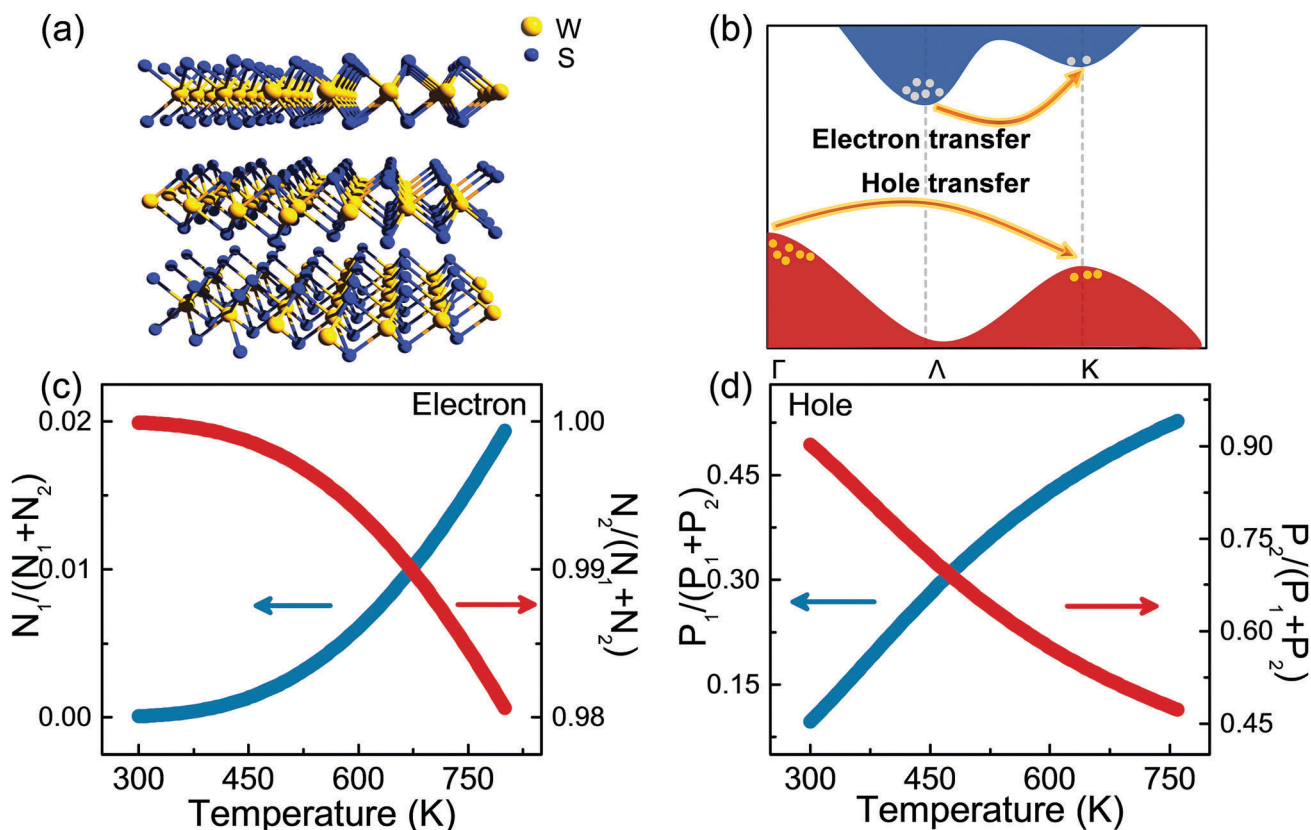 (a)
W
S
(b)
Electron transfer
Hole transfer
Γ
Λ
K
(c)
Electron
N₁/(N₁+N₂)
0.02
0.01
0.00
1.00
0.99
0.98
N₂/(N₁+N₂)
300
450
600
750
Temperature (K)
(d)
Hole
P₁/(P₁+P₂)
0.45
0.30
0.15
0.90
0.75
0.60
0.45
P₂/(P₁+P₂)
300
450
600
750
Temperature (K)